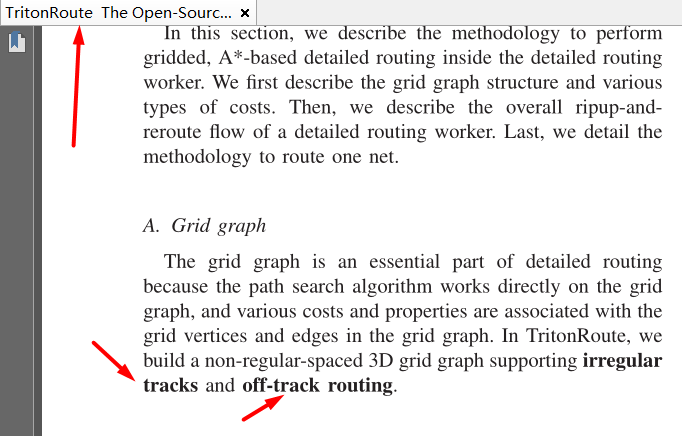 TritonRoute The Open-Sourc...
In this section, we describe the methodology to perform
gridded, A*-based detailed routing inside the detailed routing
worker. We first describe the grid graph structure and various
types of costs. Then, we describe the overall ripup-and-
reroute flow of a detailed routing worker. Last, we detail the
methodology to route one net.
A. Grid graph
The grid graph is an essential part of detailed routing
because the path search algorithm works directly on the grid
graph, and various costs and properties are associated with the
grid vertices and edges in the grid graph. In TritonRoute, we
build a non-regular-spaced 3D grid graph supporting irregular
tracks and off-track routing.